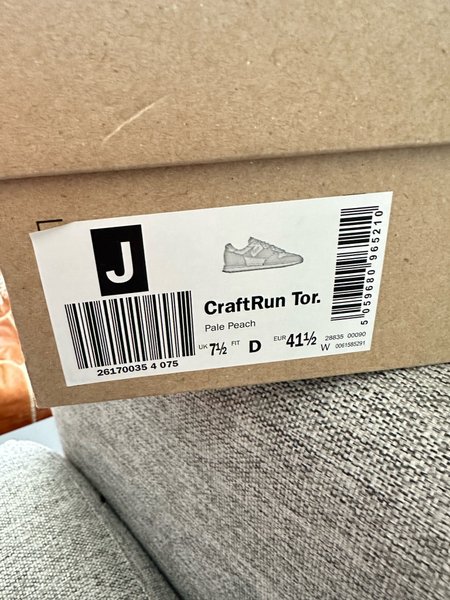 J
CraftRun Tor.
Pale Peach
UK 7½ FIT D EUR 41½ 28835 00090
W 0061585291
26170035 4 075
5 059680 965210